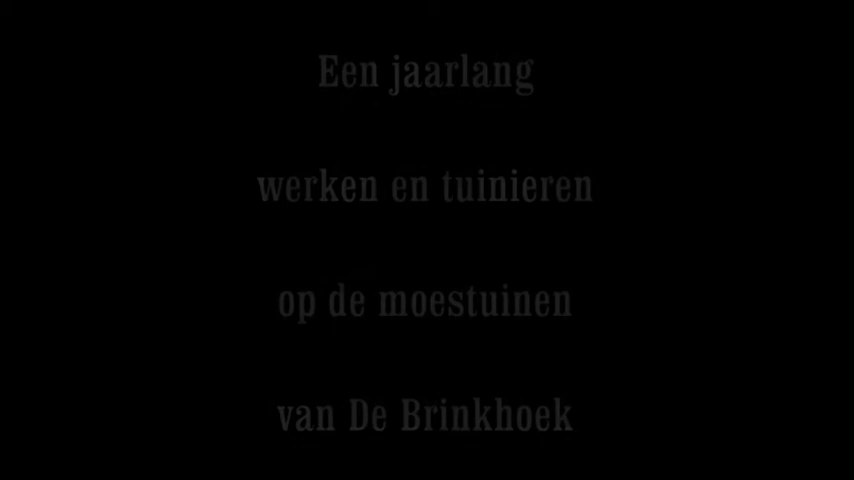 Een jaarlang
werken en tuinieren
op de moestuinen
van De Brinkhoek